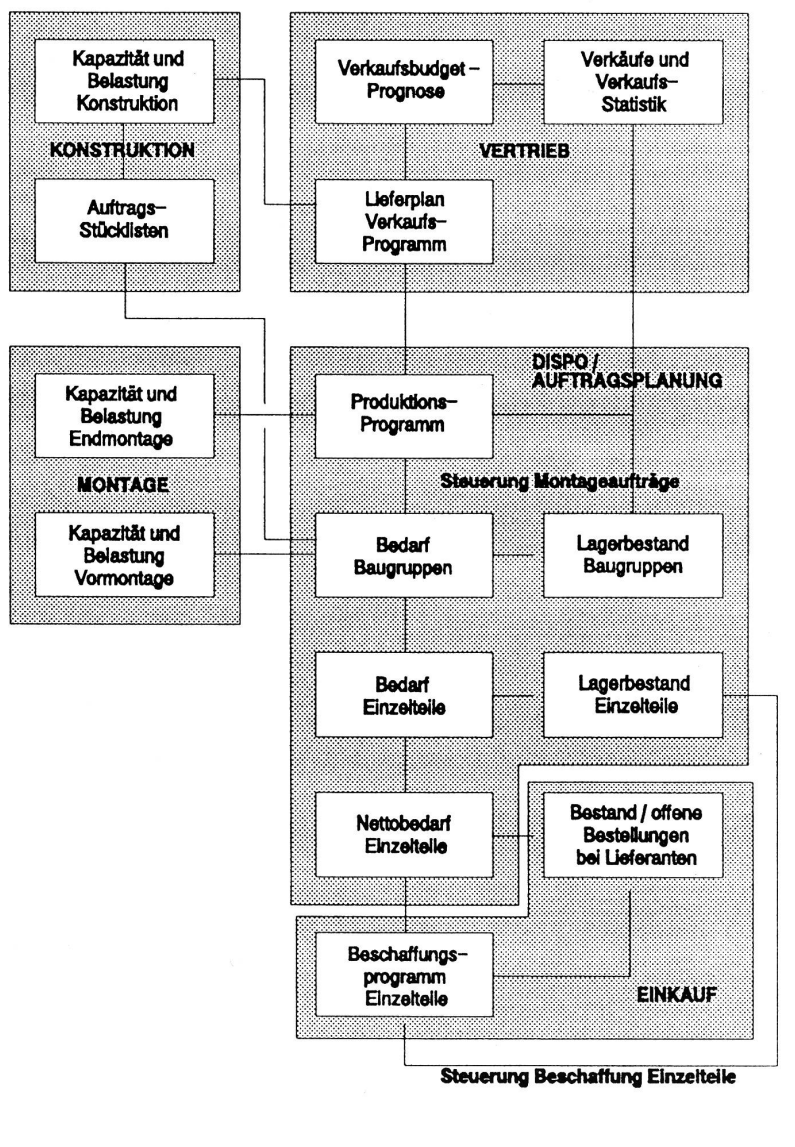 Kapazität und
Belastung
Konstruktion
KONSTRUKTION
Auftrags-
Stücklisten
Verkaufsbudget-
Prognose
Verkäufe und
Verkaufs-
Statistik
VERTRIEB
Lieferplan
Verkaufs-
Programm
Kapazität und
Belastung
Endmontage
MONTAGE
Kapazität und
Belastung
Vormontage
DISPO /
AUFTRAGSPLANUNG
Produktions-
Programm
Steuerung Montageaufträge
Bedarf
Baugruppen
Lagerbestand
Baugruppen
Bedarf
Einzelteile
Lagerbestand
Einzelteile
Nettobedarf
Einzelteile
Bestand / offene
Bestellungen
bei Lieferanten
Beschaffungs-
programm
Einzelteile
EINKAUF
Steuerung Beschaffung Einzelteile